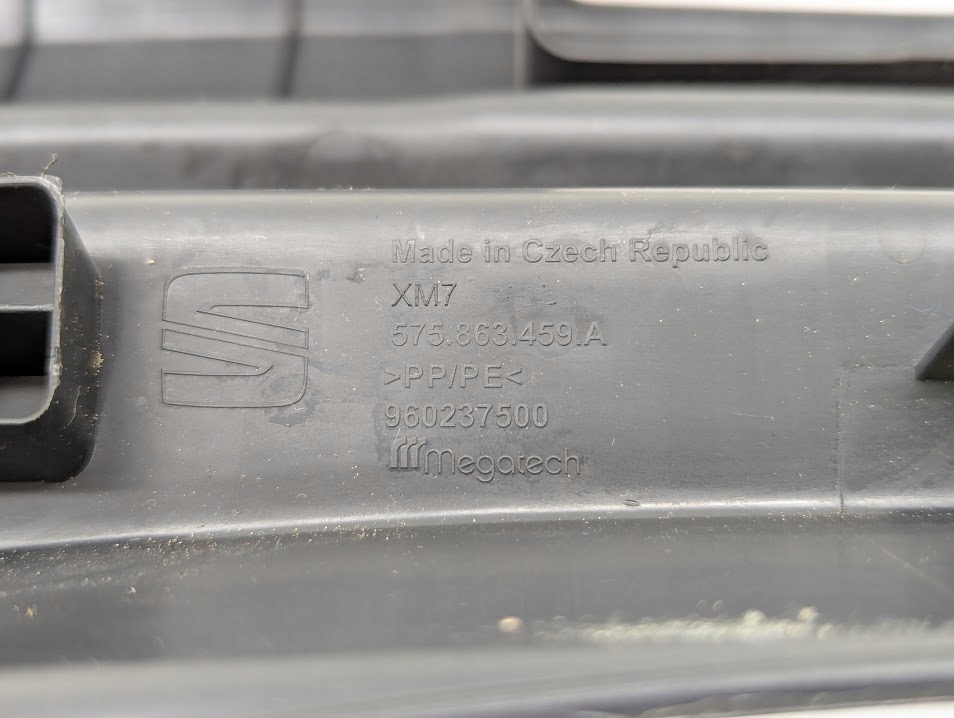 Made in Czech Republic
XM7
575.863.459.A
>PP/PE<
960237500
Megatech